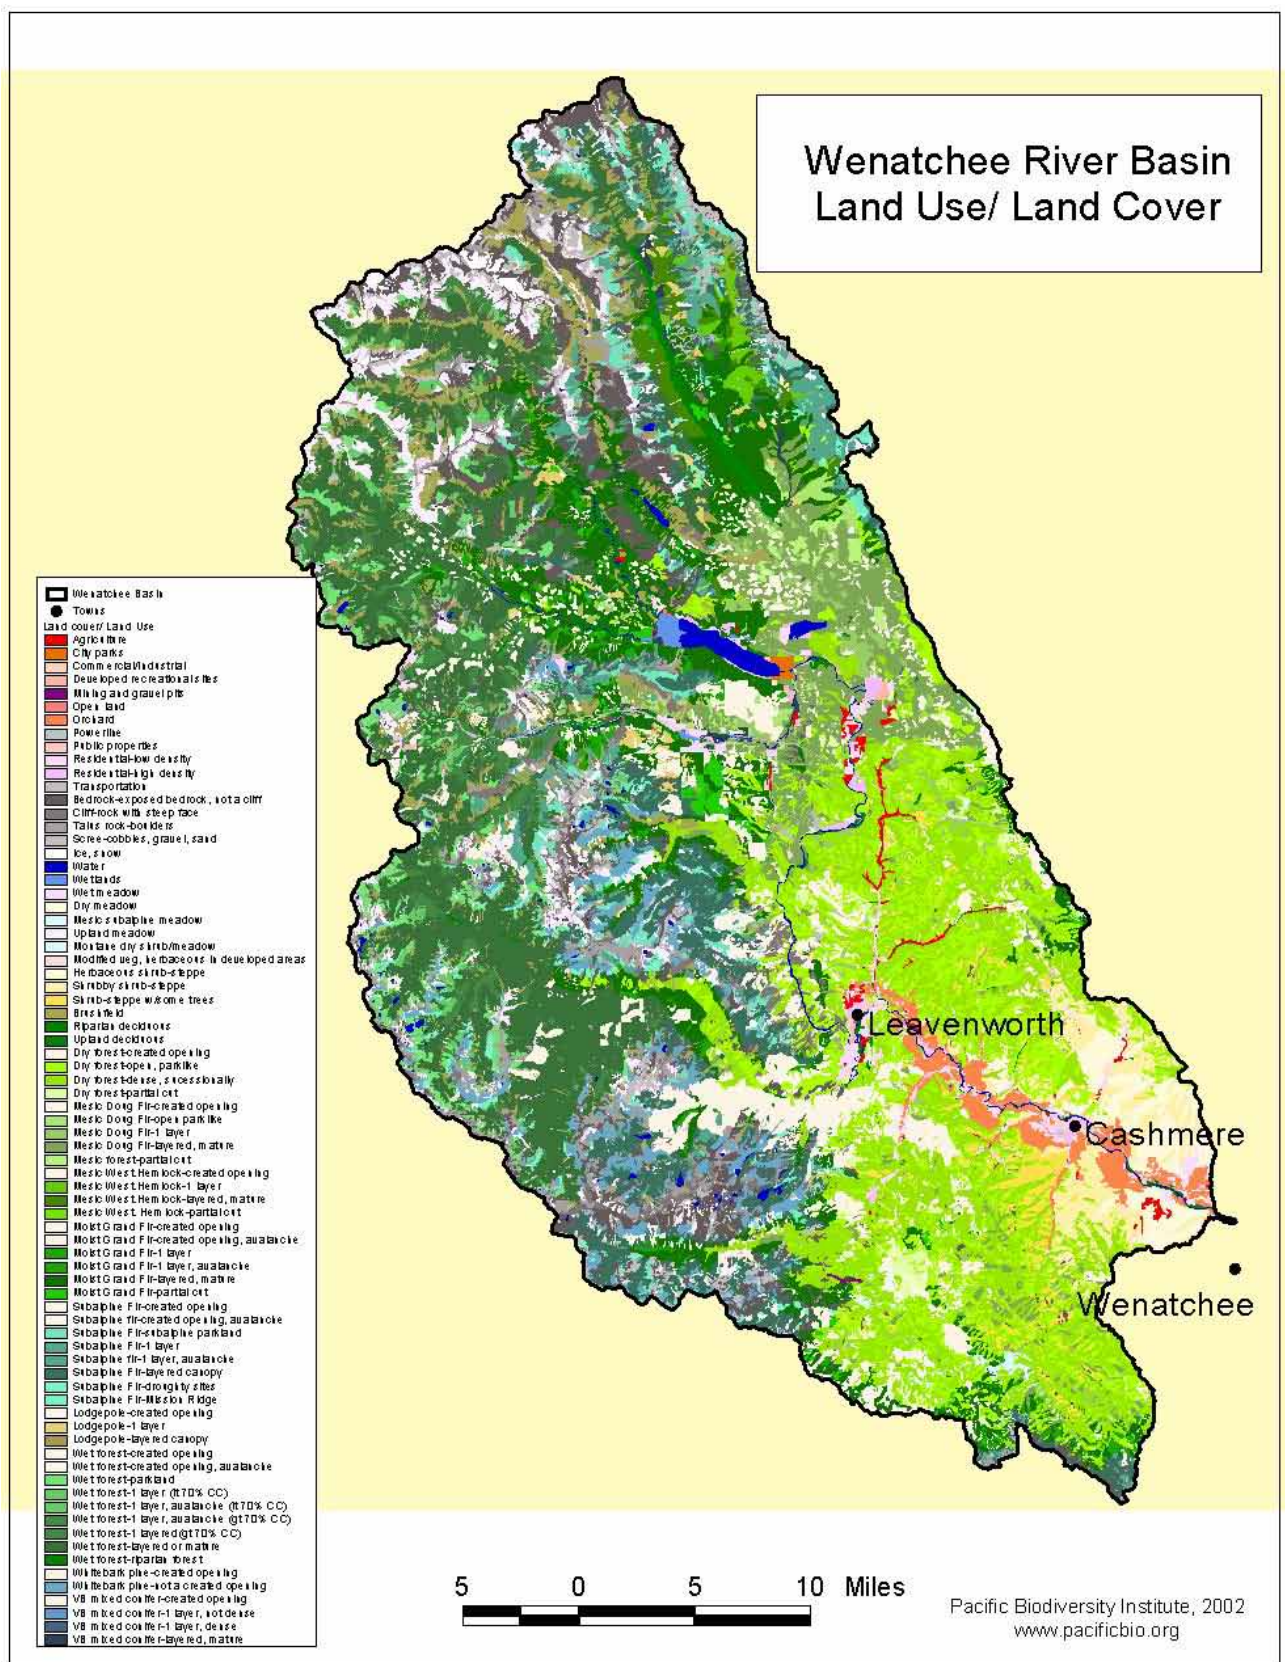 Wenatchee River Basin
Land Use/ Land Cover
Wenatchee Basin
Towns
Land cover/ Land Use
Agriculture
City parks
Commercial/Industrial
Developed recreational sites
Mining and gravel pits
Open land
Orchard
Powerline
Public properties
Residential-low density
Residential-high density
Transportation
Bedrock-exposed bedrock, not a cliff
Cliff-rock with steep face
Talus rock-boulders
Scree-cobbles, gravel, sand
Ice, snow
Water
Wetlands
Wet meadow
Dry meadow
Mesic subalpine meadow
Upland meadow
Montane dry shrub/meadow
Modified veg, herbaceous in developed areas
Herbaceous shrub-steppe
Shrubby shrub-steppe
Shrub-steppe w/some trees
Brushfield
Riparian deciduous
Upland deciduous
Dry forest-created opening
Dry forest-open, parklike
Dry forest-dense, sucessionally
Dry forest-partial cut
Mesic Doug Fir-created opening
Mesic Doug Fir-open parklike
Mesic Doug Fir-1 layer
Mesic Doug Fir-layered, mature
Mesic forest-partial cut
Mesic West. Hemlock-created opening
Mesic West. Hemlock-1 layer
Mesic West. Hemlock-layered, mature
Mesic West. Hemlock-partial cut
Moist Grand Fir-created opening
Moist Grand Fir-created opening, avalanche
Moist Grand Fir-1 layer
Moist Grand Fir-1 layer, avalanche
Moist Grand Fir-layered, mature
Moist Grand Fir-partial cut
Subalpine Fir-created opening
Subalpine fir-created opening, avalanche
Subalpine Fir-subalpine parkland
Subalpine Fir-1 layer
Subalpine fir-1 layer, avalanche
Subalpine Fir-layered canopy
Subalpine Fir-droughty sites
Subalpine Fir-Mission Ridge
Lodgepole-created opening
Lodgepole-1 layer
Lodgepole-layered canopy
Wet forest-created opening
Wet forest-created opening, avalanche
Wet forest-parkland
Wet forest-1 layer (lt 70% CC)
Wet forest-1 layer, avalanche (lt 70% CC)
Wet forest-1 layer, avalanche (gt 70% CC)
Wet forest-1 layered (gt 70% CC)
Wet forest-layered or mature
Wet forest-riparian forest
Whitebark pine-created opening
Whitebark pine-not a created opening
VB mixed conifer-created opening
VB mixed conifer-1 layer, not dense
VB mixed conifer-1 layer, dense
VB mixed conifer-layered, mature
Leavenworth
Cashmere
Wenatchee
5 0 5 10 Miles
Pacific Biodiversity Institute, 2002
www.pacificbio.org